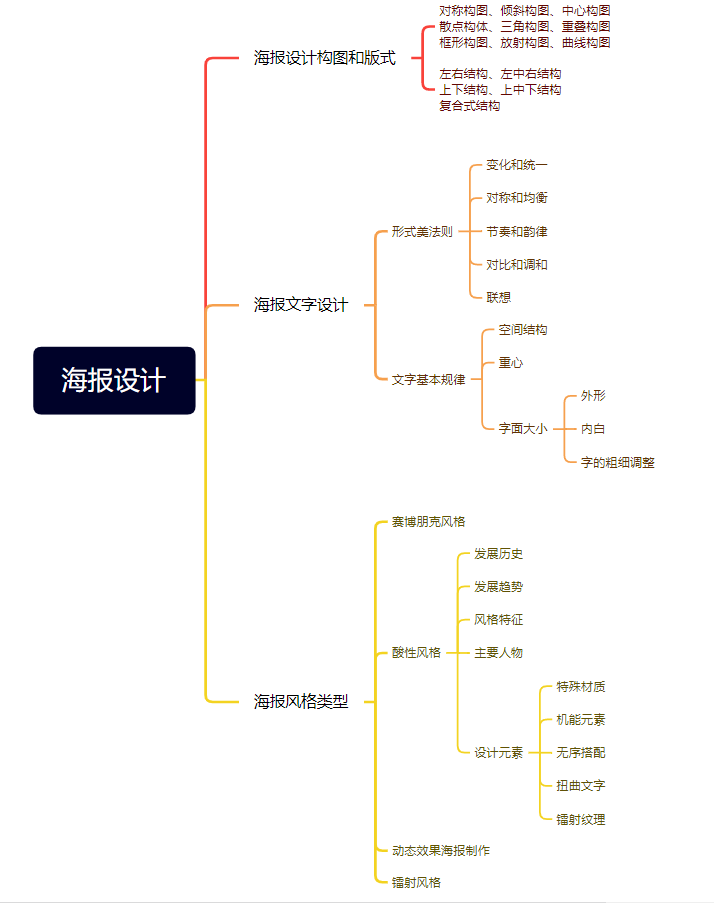 对称构图、倾斜构图、中心构图
散点构体、三角构图、重叠构图
框形构图、放射构图、曲线构图
海报设计构图和版式
左右结构、左中右结构
上下结构、上中下结构
复合式结构
变化和统一
对称和均衡
形式美法则
节奏和韵律
对比和调和
联想
海报文字设计
空间结构
重心
文字基本规律
外形
字面大小
内白
字的粗细调整
海报设计
赛博朋克风格
发展历史
发展趋势
风格特征
酸性风格
主要人物
特殊材质
机能元素
设计元素
无序搭配
扭曲文字
镭射纹理
海报风格类型
动态效果海报制作
镭射风格